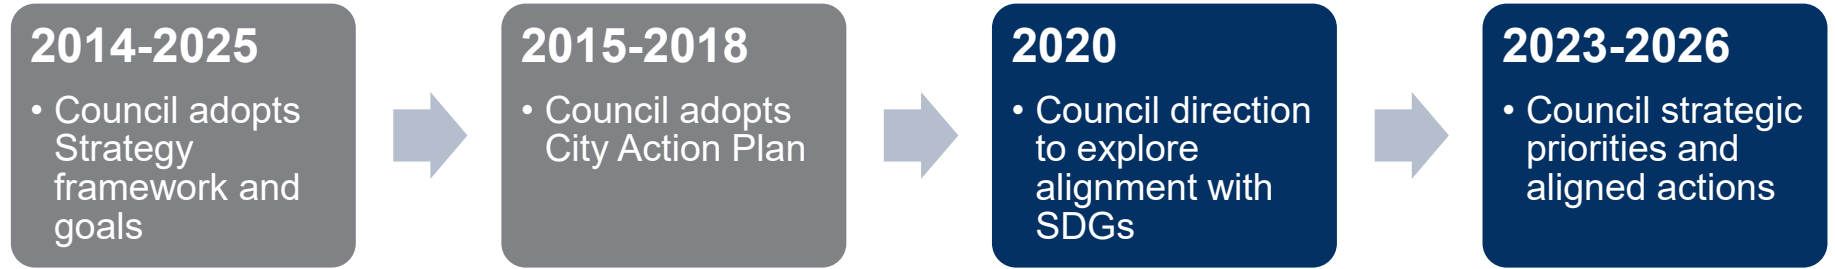 2014-2025
• Council adopts
Strategy
framework and
goals
2015-2018
• Council adopts
City Action Plan
2020
• Council direction
to explore
alignment with
SDGs
2023-2026
• Council strategic
priorities and
aligned actions